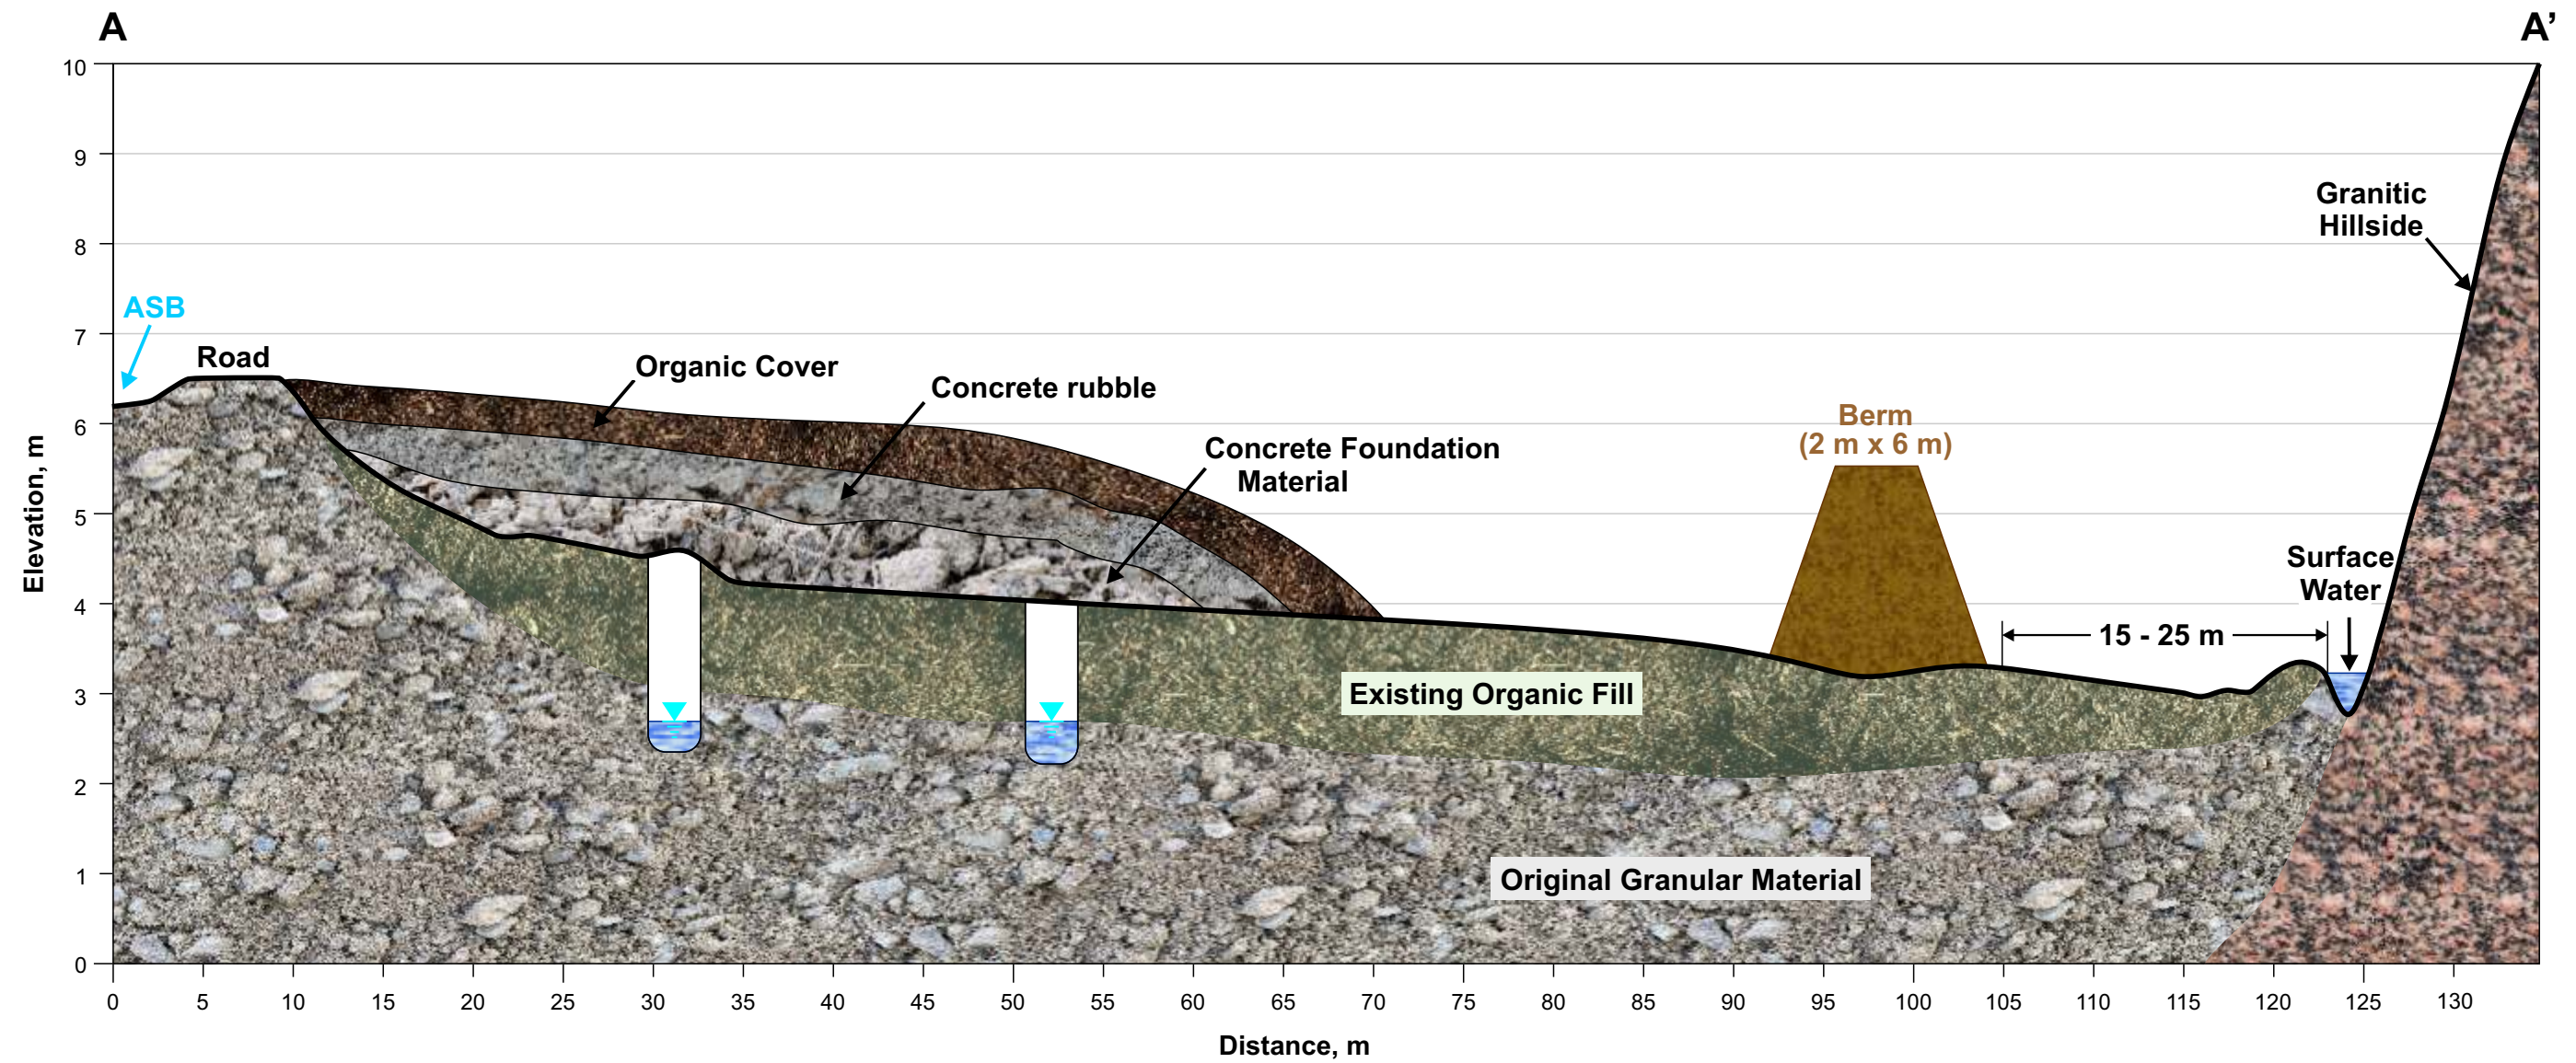 A
A’
10
9
8
7
6
5
4
3
2
1
0
Elevation, m
ASB
Road
Organic Cover
Concrete rubble
Concrete Foundation
Material
Berm
(2 m x 6 m)
Granitic
Hillside
Surface
Water
15 - 25 m
Existing Organic Fill
Original Granular Material
0 5 10 15 20 25 30 35 40 45 50 55 60 65 70 75 80 85 90 95 100 105 110 115 120 125 130
Distance, m